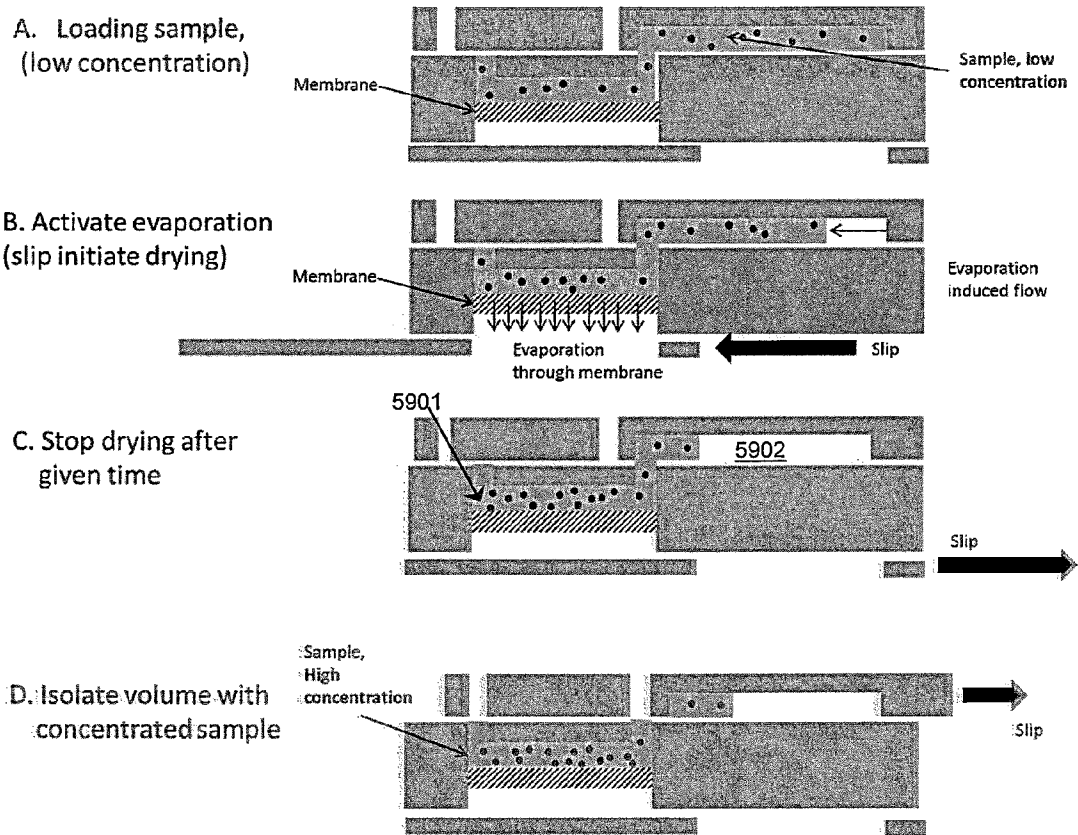 A. Loading sample,
(low concentration)
Membrane
Sample, low
concentration
B. Activate evaporation
(slip initiate drying)
Membrane
Evaporation
induced flow
Evaporation
through membrane
Slip
5901
C. Stop drying after
given time
5902
Slip
Sample,
High
concentration
D. Isolate volume with
concentrated sample
Slip